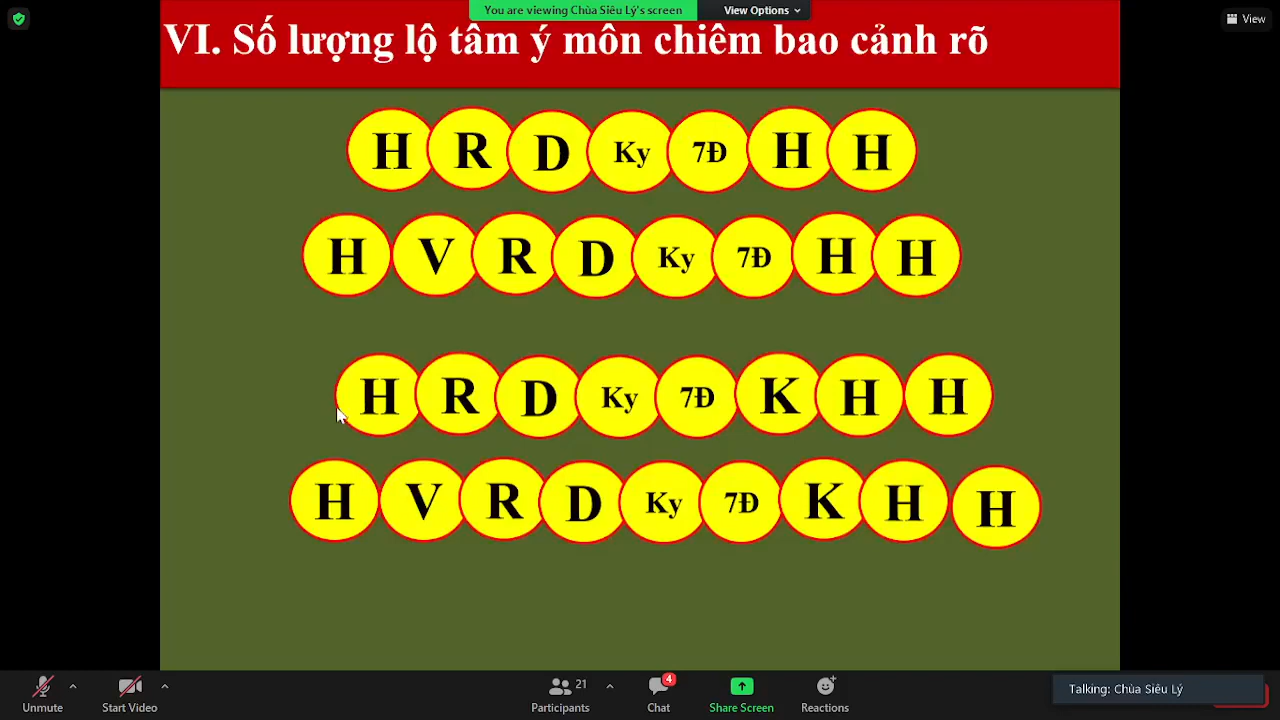 You are viewing Chùa Siêu Lý's screen View Options
View
VI. Số lượng lộ tâm ý môn chiêm bao cảnh rõ
H R D Ky 7Đ H H
H V R D Ky 7Đ H H
H R D Ky 7Đ K H H
H V R D Ky 7Đ K H H
Talking: Chùa Siêu Lý
21
4
Unmute Start Video Participants Chat Share Screen Reactions